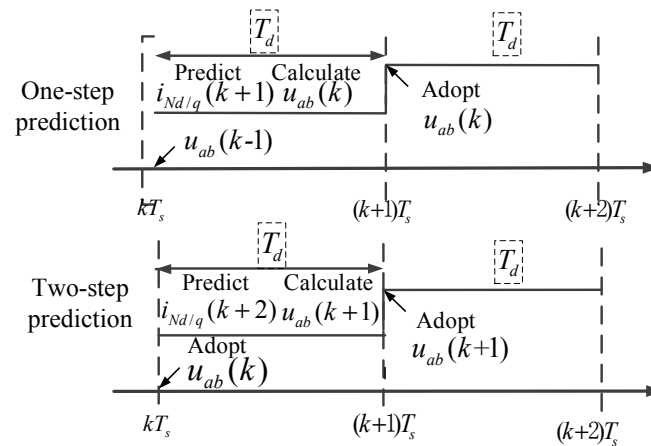 T_d T_d
Predict Calculate
One-step prediction
i_{Nd/q}(k+1) u_{ab}(k)
Adopt
u_{ab}(k)
u_{ab}(k-1)
kT_s (k+1)T_s (k+2)T_s
T_d T_d
Predict Calculate
Two-step prediction
i_{Nd/q}(k+2) u_{ab}(k+1)
Adopt
u_{ab}(k)
Adopt
u_{ab}(k+1)
kT_s (k+1)T_s (k+2)T_s